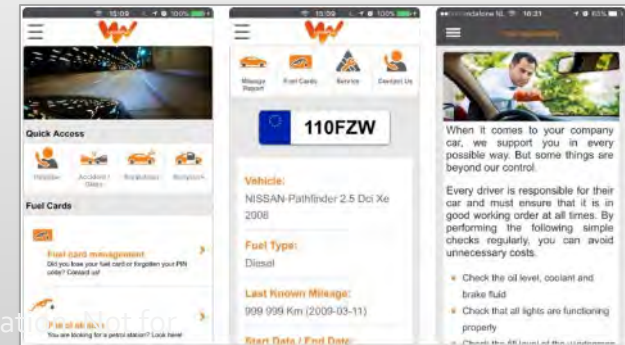 15:09
100%
Quick Access
Accident /
Fuel Cards
Fuel card management
Did you lose your fuel card or forgotten your PIN
code? Contact us!
You are looking for a petrol station? Look here!
15:09
100%
Mileage
Report
Fuel Cards
Service
Contact Us
110FZW
Vehicle:
NISSAN-Pathfinder 2.5 Dci Xe
2008
Fuel Type:
Diesel
Last Known Mileage:
999 999 Km (2009-03-11)
Start Date / End Date:
vodafone NL
16:31
When it comes to your company
car, we support you in every
possible way. But some things are
beyond our control.
Every driver is responsible for their
car and must ensure that it is in
good working order at all times. By
performing the following simple
checks regularly, you can avoid
unnecessary costs.
Check the oil level, coolant and
brake fluid
Check that all lights are functioning
properly
Not for